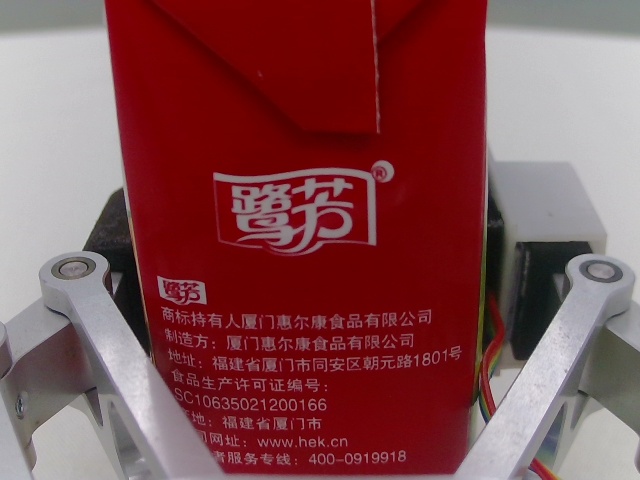 鹭芳®
鹭芳
商标持有人厦门惠尔康食品有限公司
制造方：厦门惠尔康食品有限公司
地址：福建省厦门市同安区朝元路1801号
食品生产许可证编号：
SC10635021200166
地：福建省厦门市
网址：www.hek.cn
者服务专线：400-0919918